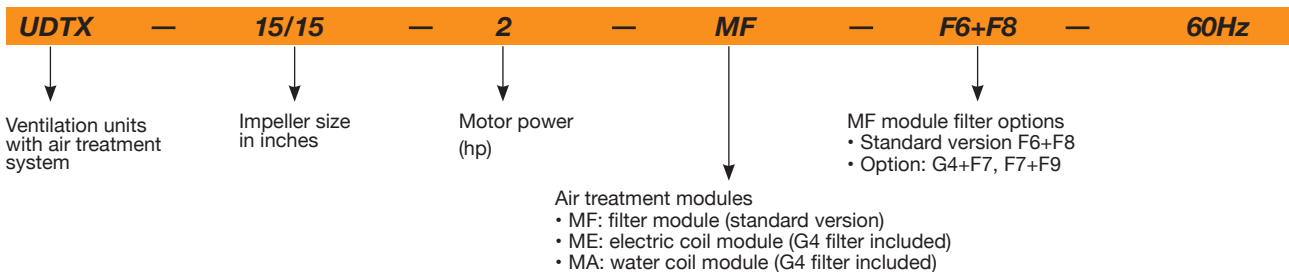 UDTX — 15/15 — 2 — MF — F6+F8 — 60Hz
Ventilation units
with air treatment
system
Impeller size
in inches
Motor power
(hp)
Air treatment modules
• MF: filter module (standard version)
• ME: electric coil module (G4 filter included)
• MA: water coil module (G4 filter included)
MF module filter options
• Standard version F6+F8
• Option: G4+F7, F7+F9